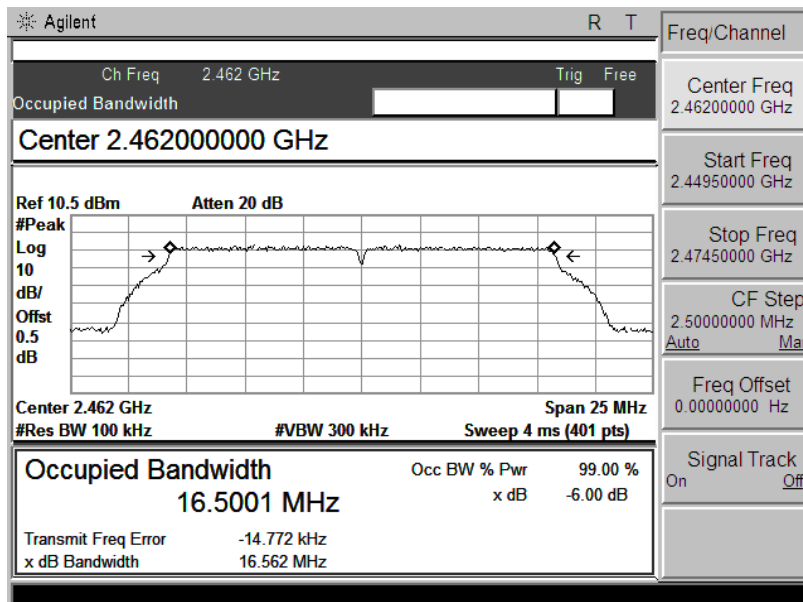 Agilent R T
Ch Freq 2.462 GHz Trig Free
Occupied Bandwidth
Center 2.462000000 GHz
Ref 10.5 dBm Atten 20 dB
#Peak
Log
10
dB/
Offst
0.5
dB
Center 2.462 GHz Span 25 MHz
#Res BW 100 kHz #VBW 300 kHz Sweep 4 ms (401 pts)
Occupied Bandwidth
16.5001 MHz
Occ BW % Pwr 99.00 %
x dB -6.00 dB
Transmit Freq Error -14.772 kHz
x dB Bandwidth 16.562 MHz
Freq/Channel
Center Freq
2.46200000 GHz
Start Freq
2.44950000 GHz
Stop Freq
2.47450000 GHz
CF Step
2.50000000 MHz
Auto Ma
Freq Offset
0.00000000 Hz
Signal Track
On Off